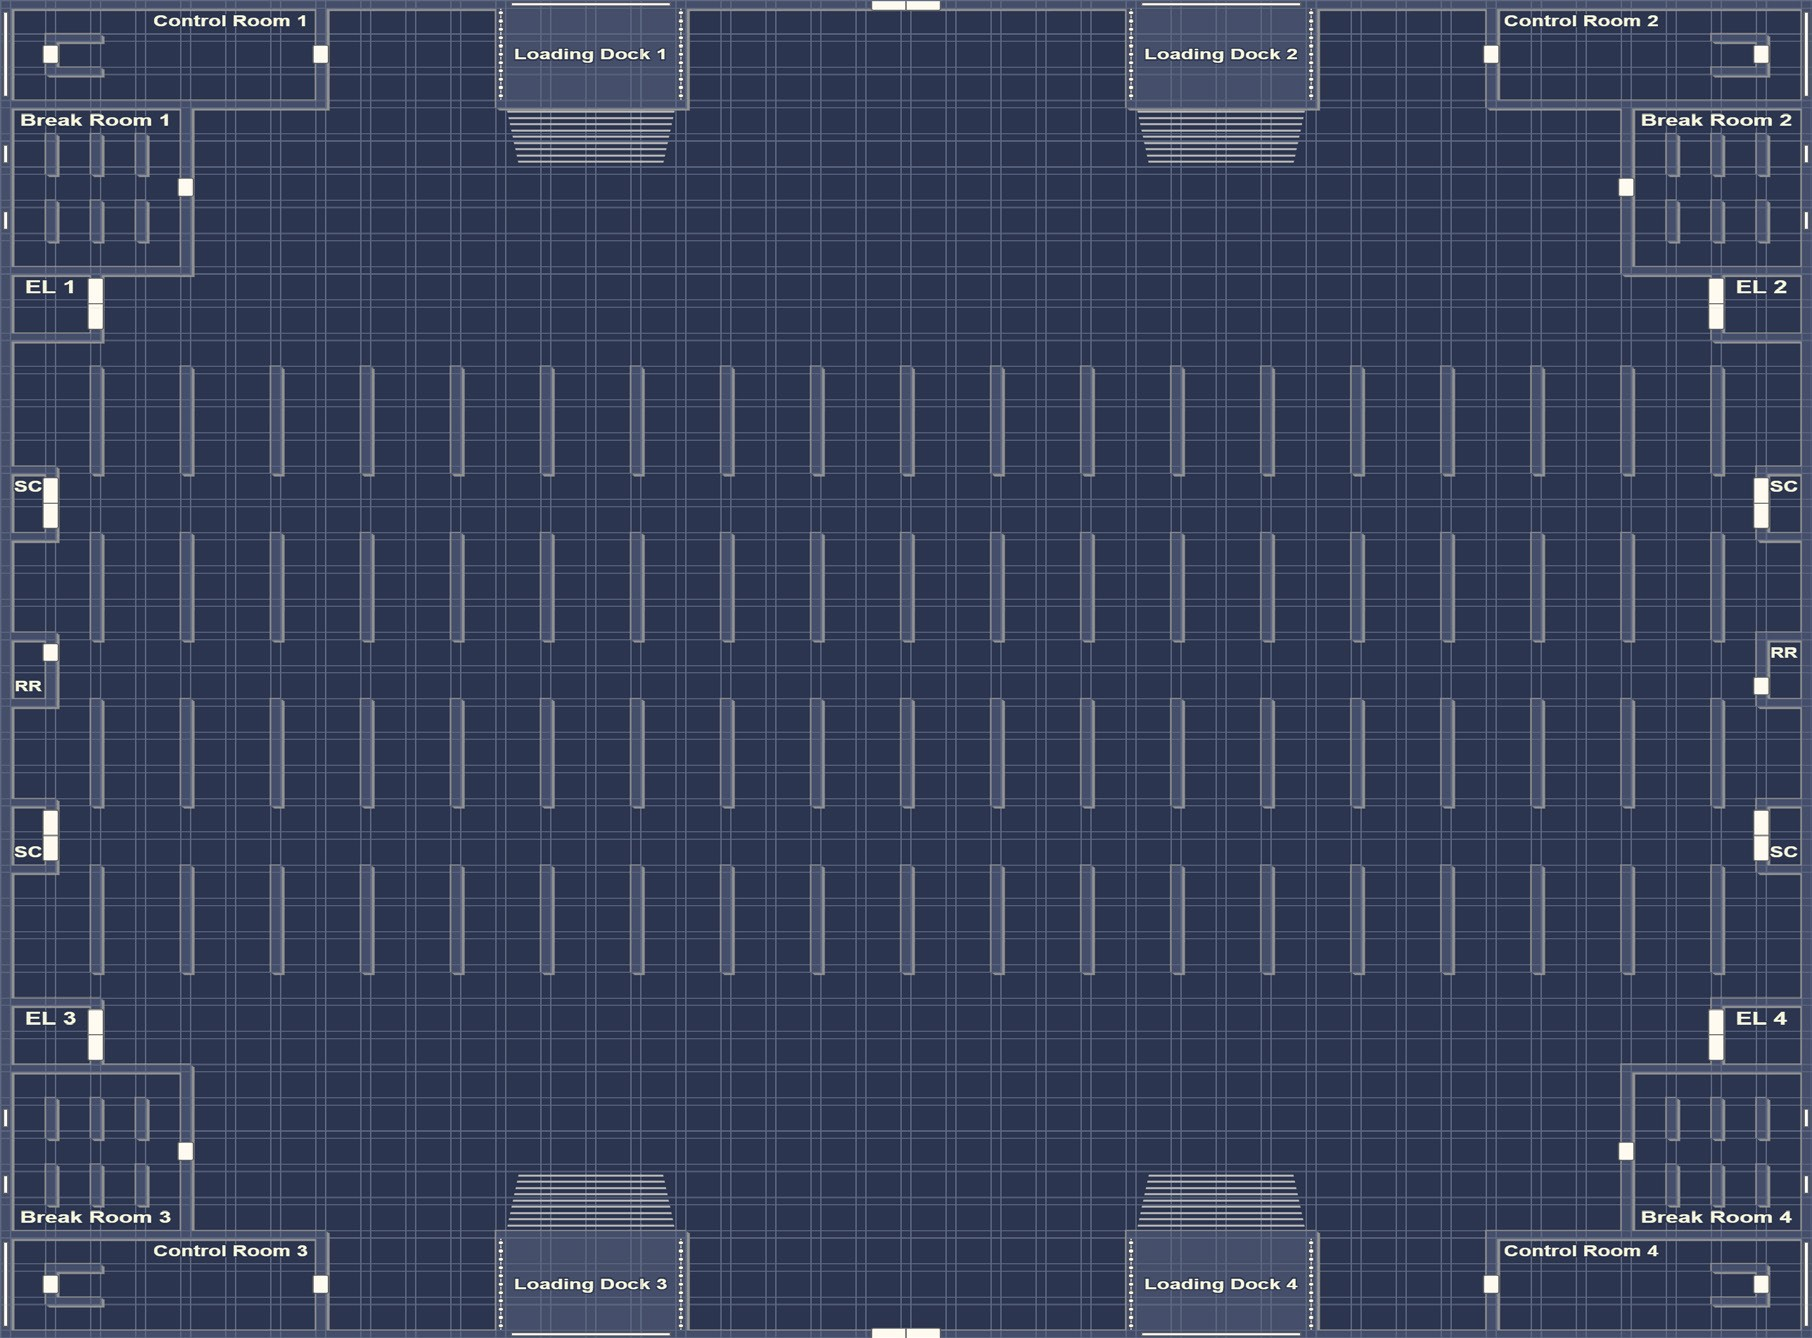 Control Room 1
Control Room 2
Loading Dock 1
Loading Dock 2
Break Room 1
Break Room 2
EL 1
EL 2
SC
SC
RR
RR
SC
SC
EL 3
EL 4
Break Room 3
Break Room 4
Control Room 3
Control Room 4
Loading Dock 3
Loading Dock 4